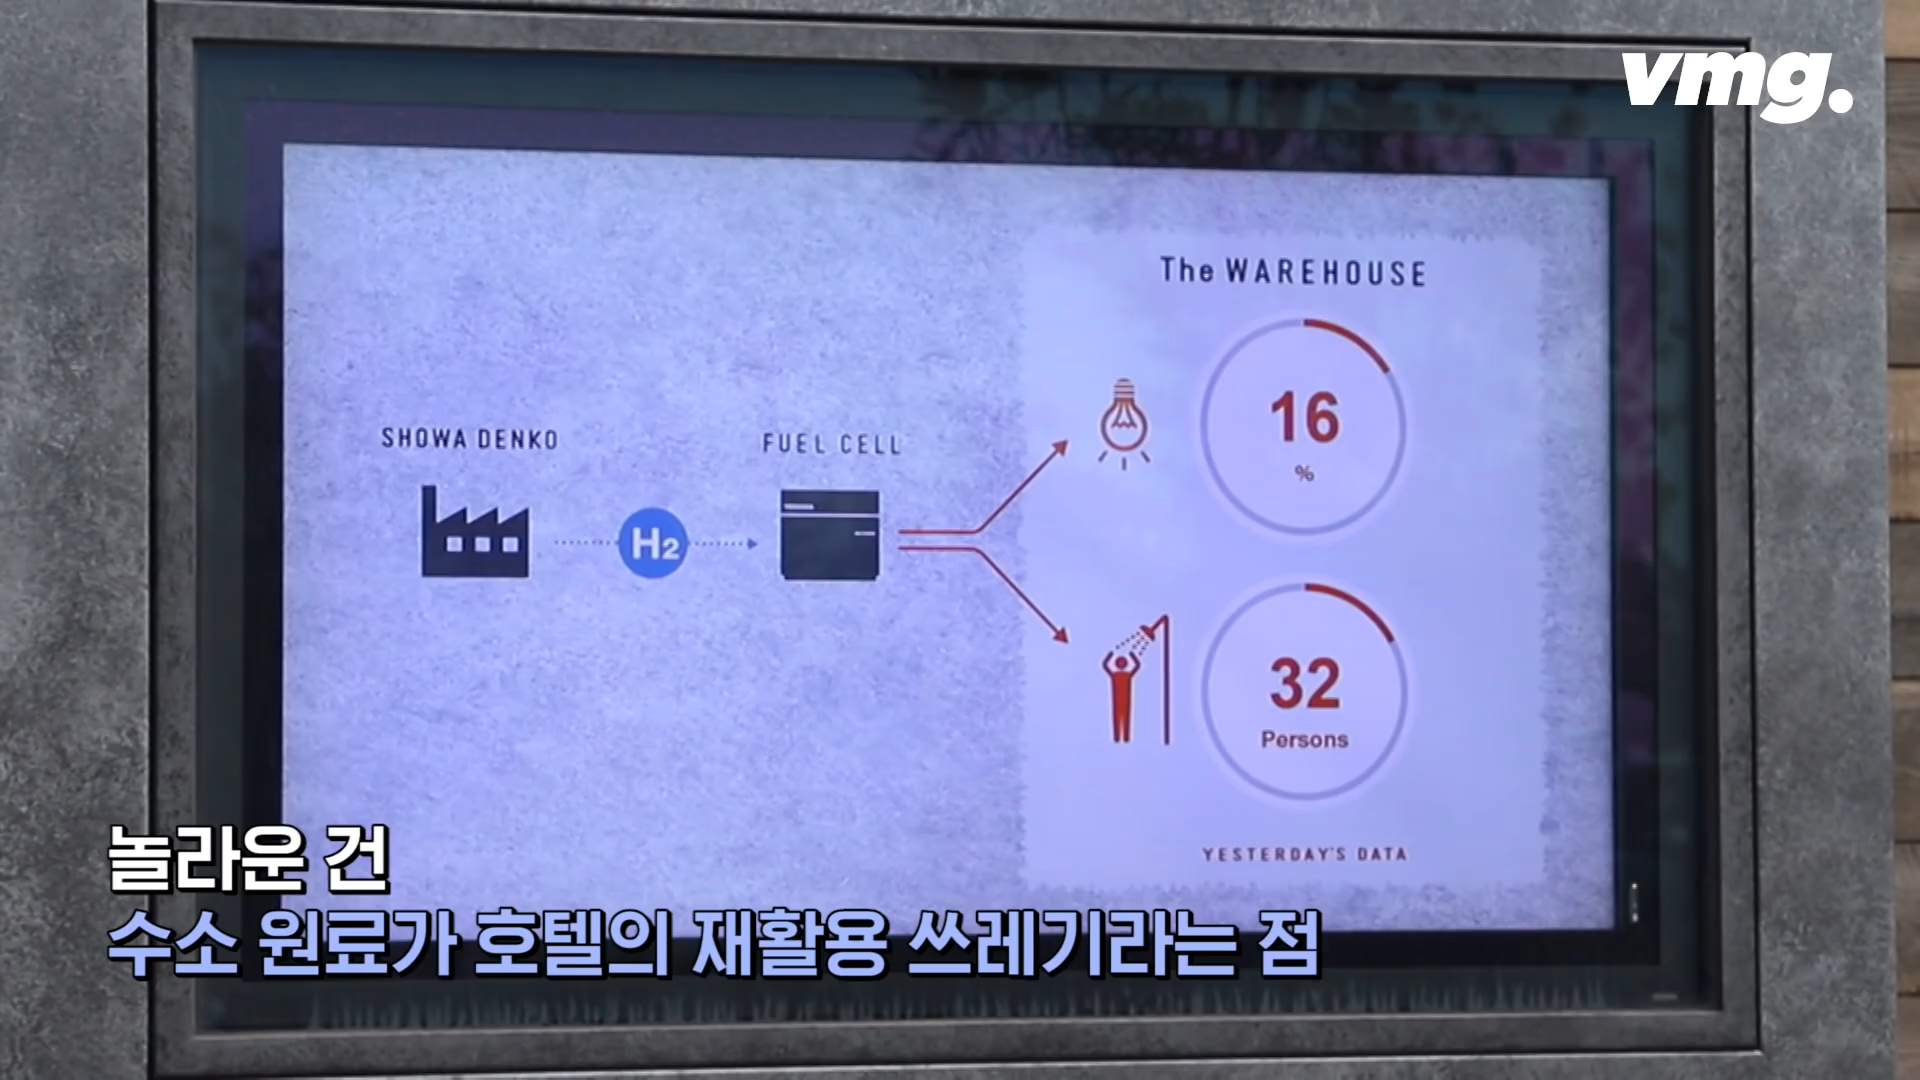 vmg.
The WAREHOUSE
16
%
SHOWA DENKO
FUEL CELL
H2
32
Persons
YESTERDAY'S DATA
놀라운 건
수소 원료가 호텔의 재활용 쓰레기라는 점